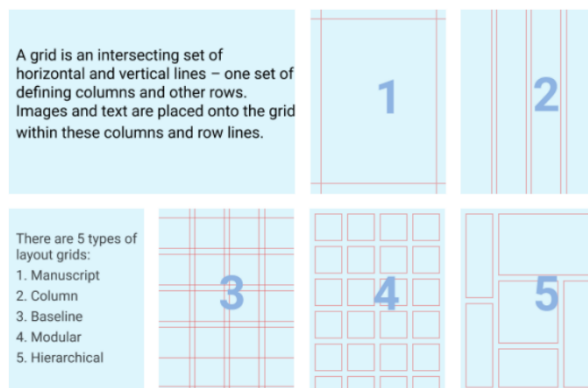 A grid is an intersecting set of
horizontal and vertical lines – one set of
defining columns and other rows.
Images and text are placed onto the grid
within these columns and row lines.
1
2
There are 5 types of
layout grids:
1. Manuscript
2. Column
3. Baseline
4. Modular
5. Hierarchical
3
4
5